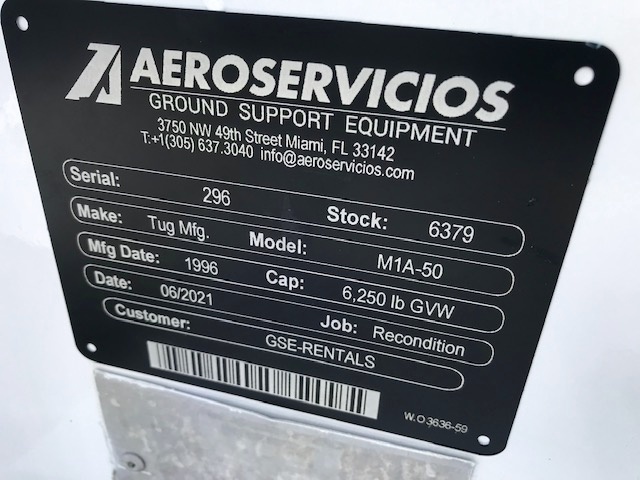 AEROSERVICIOS
GROUND SUPPORT EQUIPMENT
3750 NW 49th Street Miami, FL 33142
T:+1(305) 637.3040 info@aeroservicios.com
Serial: 296 Stock: 6379
Make: Tug Mfg. Model: M1A-50
Mfg Date: 1996 Cap: 6,250 lb GVW
Date: 06/2021 Job: Recondition
Customer: GSE-RENTALS
W.O 3636-59